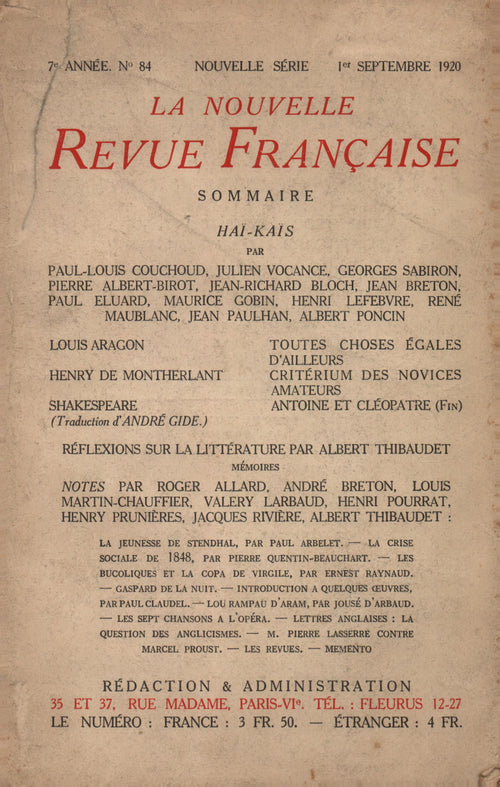 7e ANNÉE. No 84 NOUVELLE SÉRIE 1er SEPTEMBRE 1920
LA NOUVELLE
REVUE FRANÇAISE
SOMMAIRE
HAÏ-KAÏS
PAR
PAUL-LOUIS COUCHOUD, JULIEN VOCANCE, GEORGES SABIRON,
PIERRE ALBERT-BIROT, JEAN-RICHARD BLOCH, JEAN BRETON,
PAUL ELUARD, MAURICE GOBIN, HENRI LEFEBVRE, RENÉ
MAUBLANC, JEAN PAULHAN, ALBERT PONCIN
LOUIS ARAGON TOUTES CHOSES ÉGALES
D'AILLEURS
HENRY DE MONTHERLANT CRITÉRIUM DES NOVICES
AMATEURS
SHAKESPEARE ANTOINE ET CLÉOPATRE (FIN)
(Traduction d'ANDRÉ GIDE.)
RÉFLEXIONS SUR LA LITTÉRATURE PAR ALBERT THIBAUDET
MÉMOIRES
NOTES PAR ROGER ALLARD, ANDRÉ BRETON, LOUIS
MARTIN-CHAUFFIER, VALERY LARBAUD, HENRI POURRAT,
HENRY PRUNIÈRES, JACQUES RIVIÈRE, ALBERT THIBAUDET :
LA JEUNESSE DE STENDHAL, PAR PAUL ARBELET. — LA CRISE
SOCIALE DE 1848, PAR PIERRE QUENTIN-BEAUCHART. — LES
BUCOLIQUES ET LA COPA DE VIRGILE, PAR ERNEST RAYNAUD.
— GASPARD DE LA NUIT. — INTRODUCTION A QUELQUES ŒUVRES,
PAR PAUL CLAUDEL. — LOU RAMPAU D'ARAM, PAR JOUSÉ D'ARBAUD.
— LES SEPT CHANSONS A L'OPÉRA. — LETTRES ANGLAISES : LA
QUESTION DES ANGLICISMES. — M. PIERRE LASSERRE CONTRE
MARCEL PROUST. — LES REVUES. — MEMENTO
RÉDACTION & ADMINISTRATION
35 ET 37, RUE MADAME, PARIS-VIe. TÉL. : FLEURUS 12-27
LE NUMÉRO : FRANCE : 3 FR. 50. — ÉTRANGER : 4 FR.